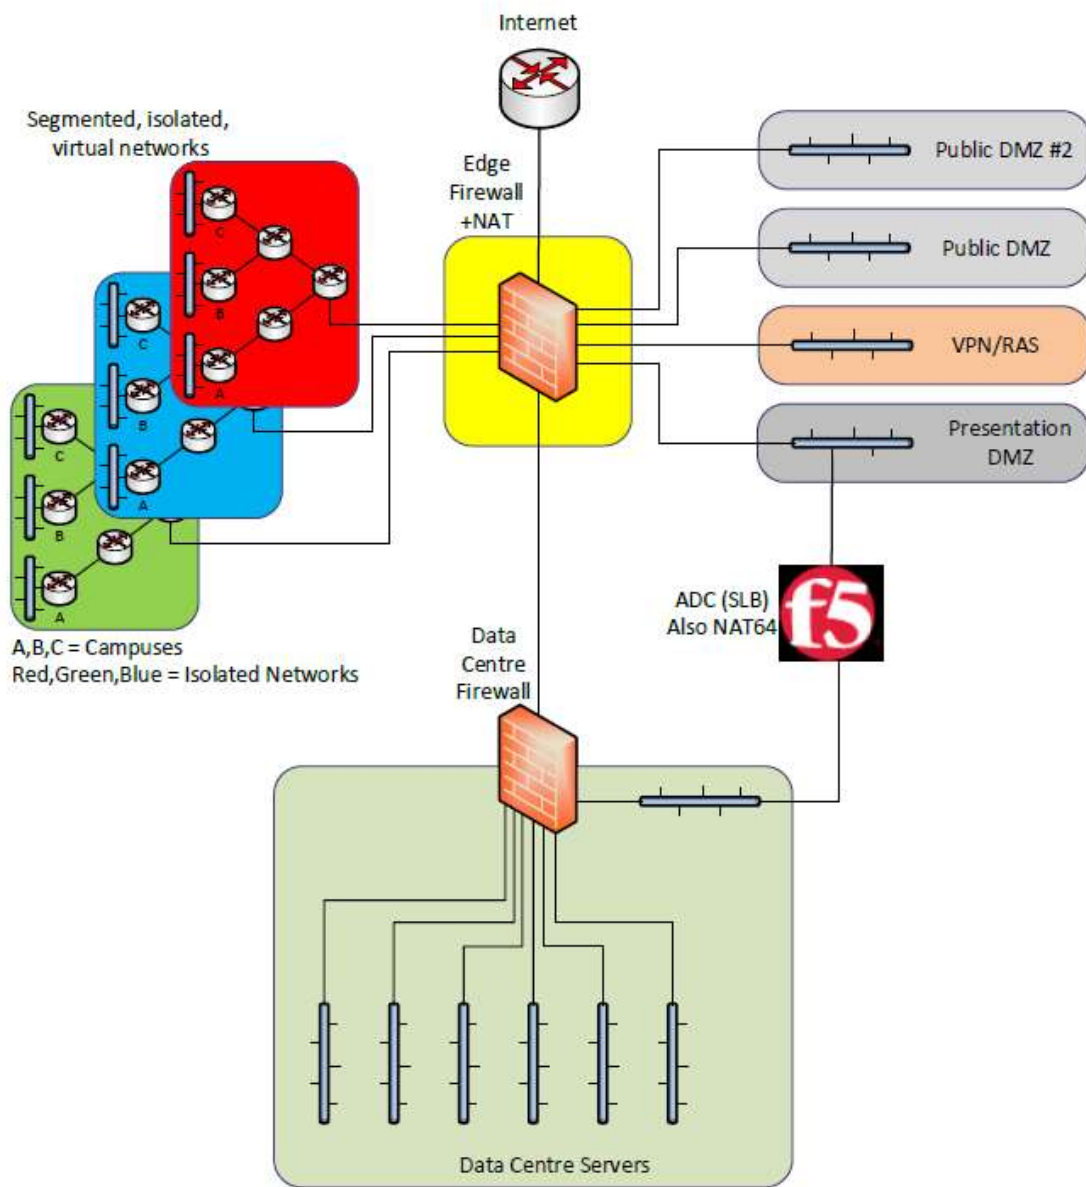 Internet
Segmented, isolated,
virtual networks
Edge
Firewall
+NAT
Public DMZ #2
Public DMZ
VPN/RAS
Presentation
DMZ
C
B
A
C
B
A
C
B
A
A,B,C = Campuses
Red,Green,Blue = Isolated Networks
ADC (SLB)
Also NAT64
f5
Data
Centre
Firewall
Data Centre Servers